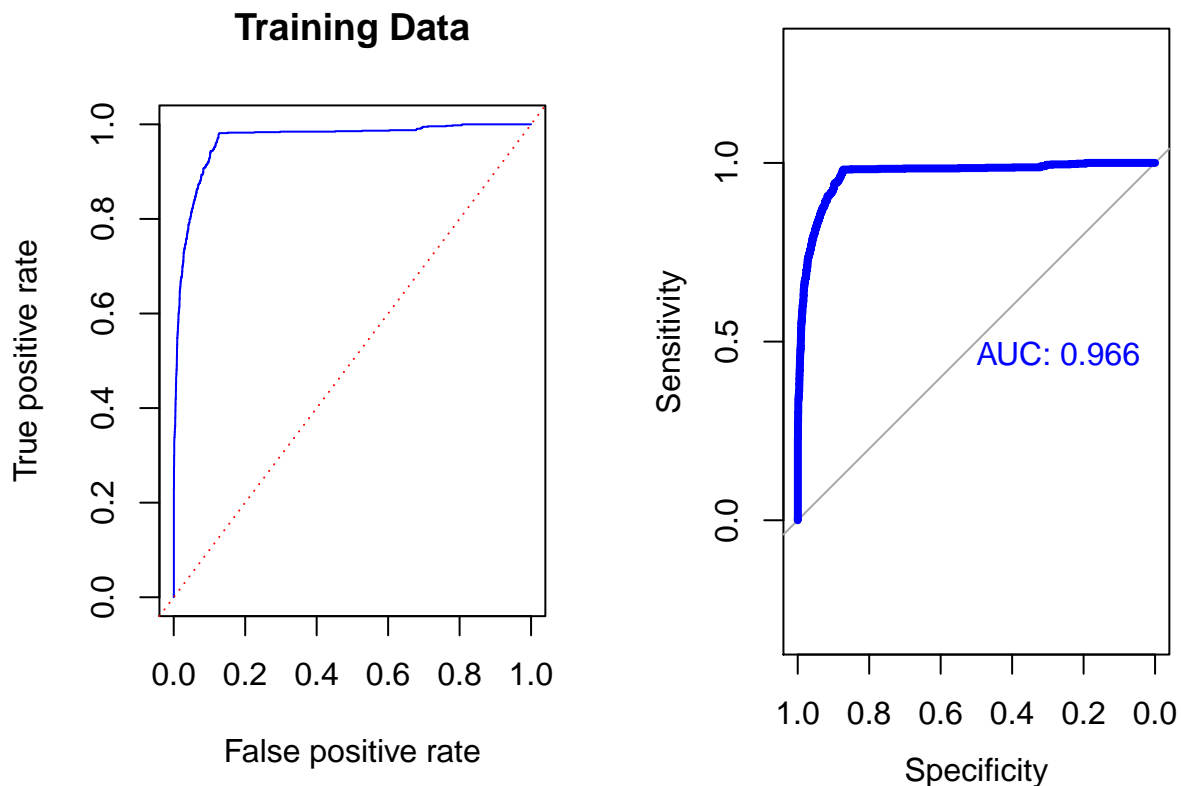 Training Data
True positive rate
1.0
0.8
0.6
0.4
0.2
0.0
0.0 0.2 0.4 0.6 0.8 1.0
False positive rate
Sensitivity
1.0
0.5
0.0
AUC: 0.966
1.0 0.8 0.6 0.4 0.2 0.0
Specificity